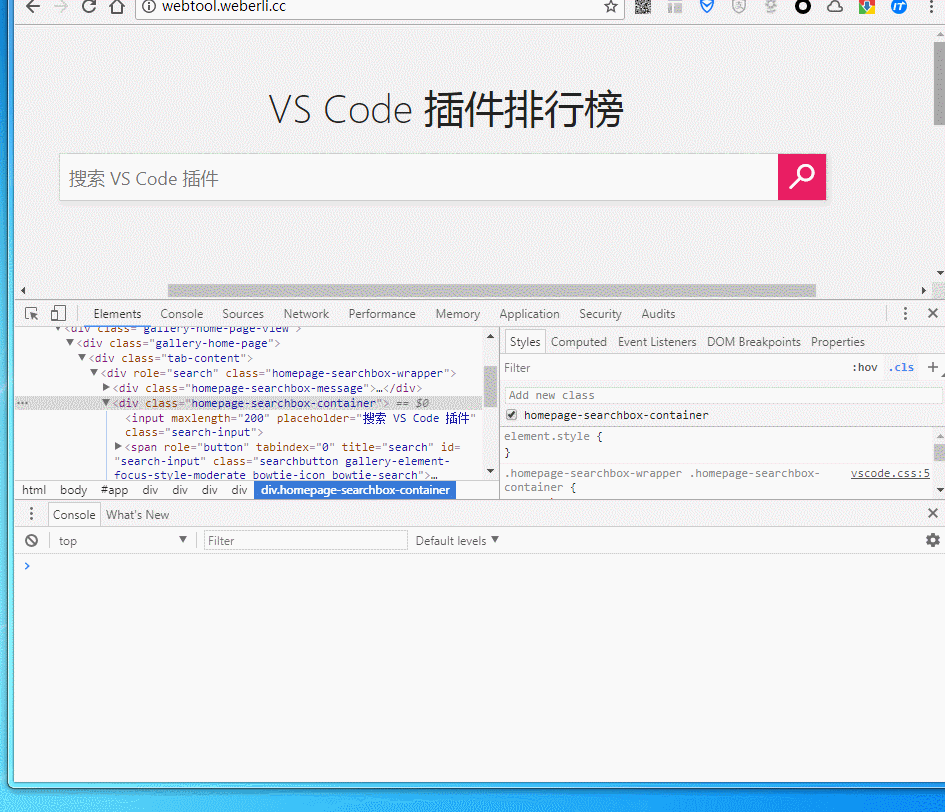 webtool.weberli.cc
VS Code 插件排行榜
搜索 VS Code 插件
Elements Console Sources Network Performance Memory Application Security Audits
<div class="gallery-home-page-view">
▼<div class="gallery-home-page">
▼<div class="tab-content">
▼<div role="search" class="homepage-searchbox-wrapper">
▶<div class="homepage-searchbox-message">…</div>
… ▼<div class="homepage-searchbox-container"> == $0
<input maxlength="200" placeholder="搜索 VS Code 插件"
class="search-input">
▶<span role="button" tabindex="0" title="search" id=
"search-input" class="searchbutton gallery-element-
focus-style-moderate bowtie-icon bowtie-search">…
html body #app div div div div div.homepage-searchbox-container
Styles Computed Event Listeners DOM Breakpoints Properties
Filter :hov .cls +
Add new class
homepage-searchbox-container
element.style {
}
.homepage-searchbox-wrapper .homepage-searchbox- vscode.css:5
container {
Console What's New
top ▼ Filter Default levels ▼
>